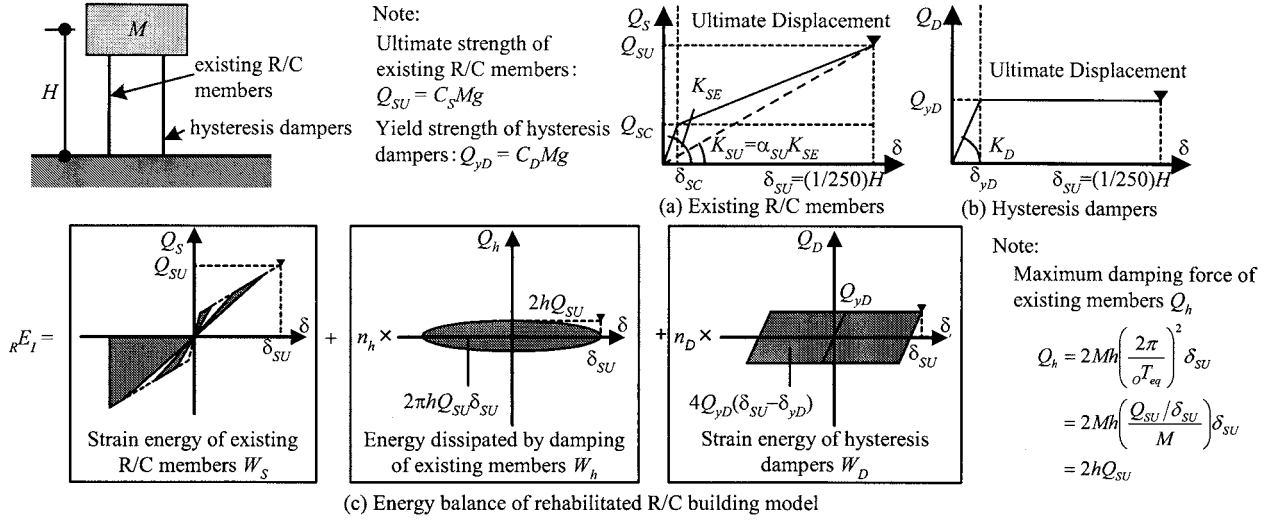 M
H
existing R/C
members
hysteresis dampers
Note:
Ultimate strength of
existing R/C members:
Q_SU = C_S Mg
Yield strength of hysteresis
dampers: Q_yD = C_D Mg
Q_S
Ultimate Displacement
Q_SU
K_SE
Q_SC
K_SU=α_SU K_SE
δ
δ_SC
δ_SU=(1/250)H
(a) Existing R/C members
Q_D
Ultimate Displacement
Q_yD
K_D
δ
δ_yD
δ_SU=(1/250)H
(b) Hysteresis dampers
_R E_I =
Q_S
Q_SU
δ
δ_SU
Strain energy of existing
R/C members W_S
+
n_h ×
Q_h
2hQ_SU
δ
δ_SU
2πhQ_SU δ_SU
Energy dissipated by damping
of existing members W_h
+
n_D ×
Q_D
Q_yD
δ
δ_SU
4Q_yD(δ_SU−δ_yD)
Strain energy of hysteresis
dampers W_D
Note:
Maximum damping force of
existing members Q_h
Q_h = 2Mh(2π/_O T_eq)² δ_SU
= 2Mh((Q_SU/δ_SU)/M)δ_SU
= 2hQ_SU
(c) Energy balance of rehabilitated R/C building model